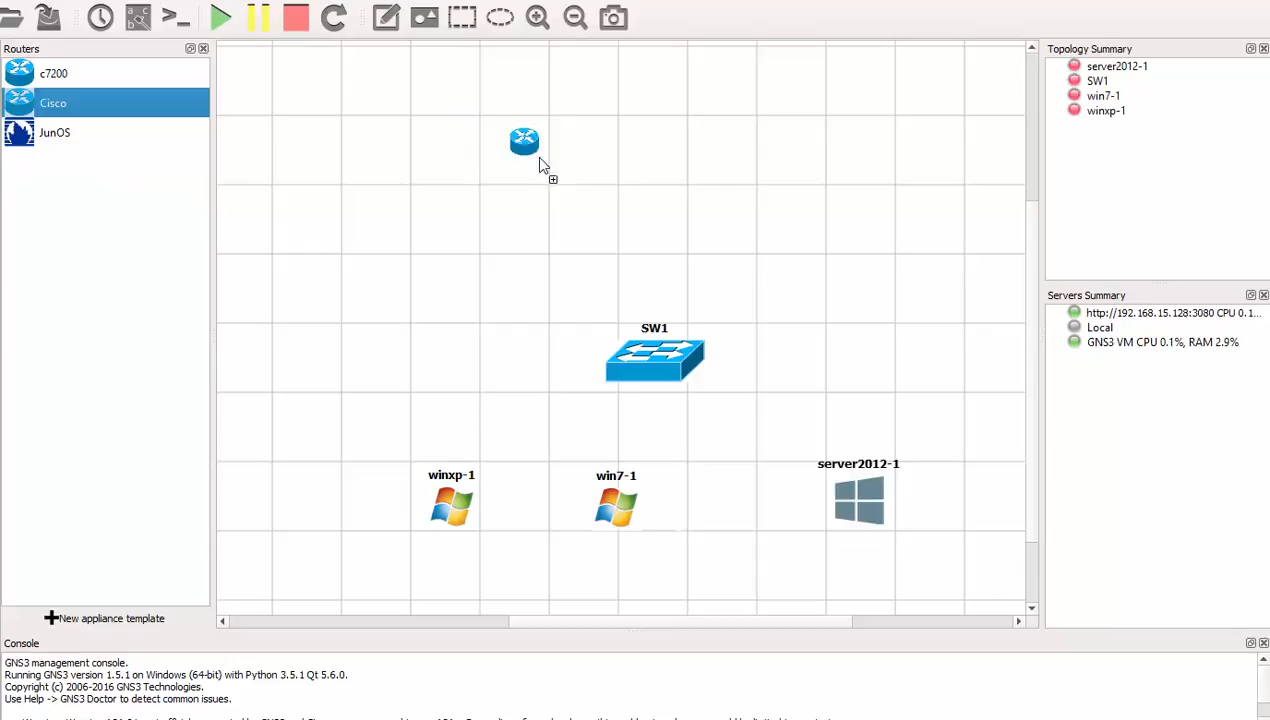 Routers
c7200
Cisco
JunOS
New appliance template
SW1
winxp-1
win7-1
server2012-1
Topology Summary
server2012-1
SW1
win7-1
winxp-1
Servers Summary
http://192.168.15.128:3080 CPU 0.1...
Local
GNS3 VM CPU 0.1%, RAM 2.9%
Console
GNS3 management console.
Running GNS3 version 1.5.1 on Windows (64-bit) with Python 3.5.1 Qt 5.6.0.
Copyright (c) 2006-2016 GNS3 Technologies.
Use Help -> GNS3 Doctor to detect common issues.